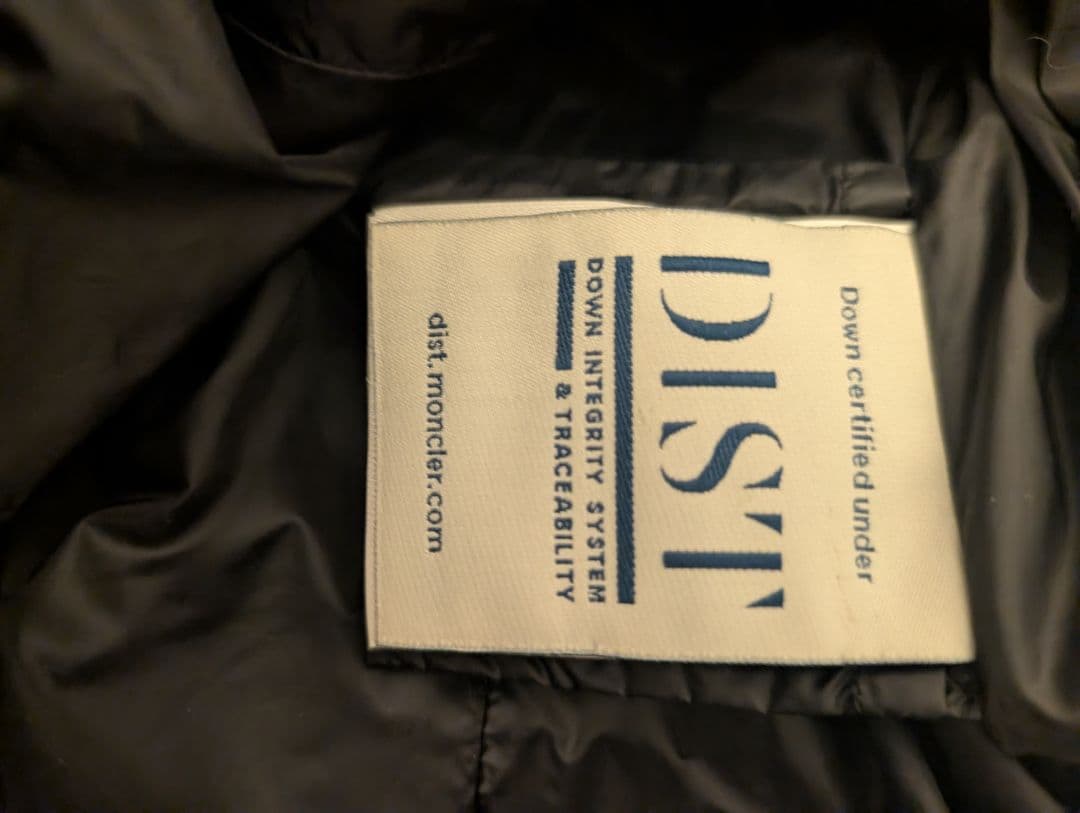 Down certified under
DIST
DOWN INTEGRITY SYSTEM
& TRACEABILITY
dist.moncler.com